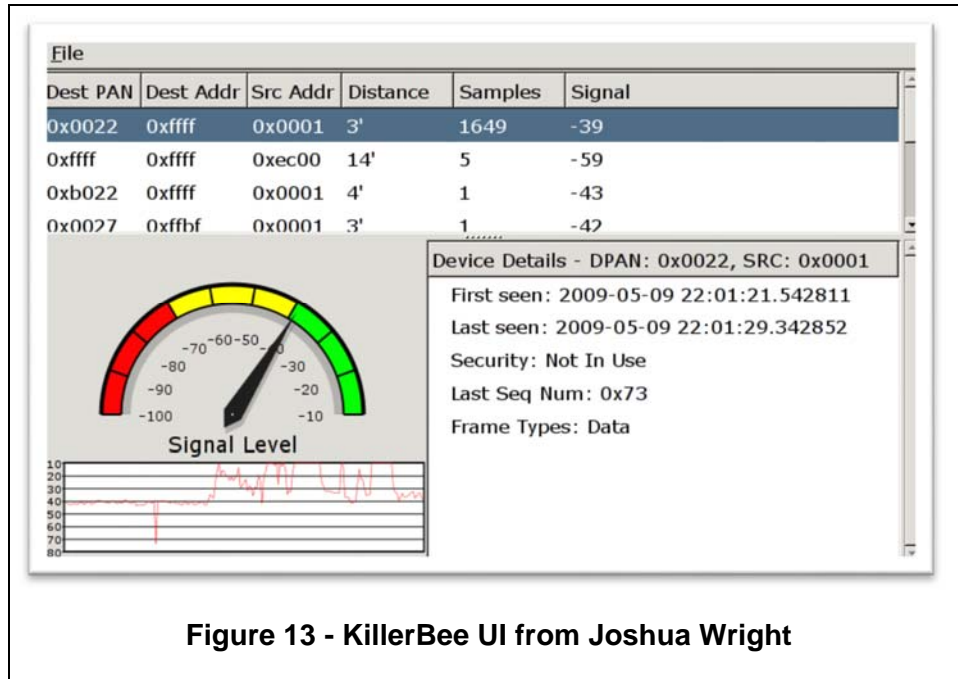 File
Dest PAN Dest Addr Src Addr Distance Samples Signal
0x0022 0xffff 0x0001 3' 1649 -39
0xffff 0xffff 0xec00 14' 5 -59
0xb022 0xffff 0x0001 4' 1 -43
0x0027 0xffbf 0x0001 3' 1 -42
-100
-90
-80
-70
-60
-50
-30
-20
-10
Signal Level
10
20
30
40
50
60
70
80
Device Details - DPAN: 0x0022, SRC: 0x0001
First seen: 2009-05-09 22:01:21.542811
Last seen: 2009-05-09 22:01:29.342852
Security: Not In Use
Last Seq Num: 0x73
Frame Types: Data
Figure 13 - KillerBee UI from Joshua Wright